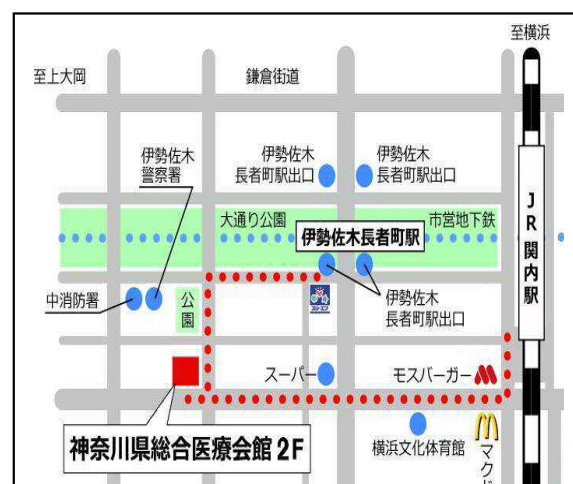 至横浜
至上大岡
鎌倉街道
伊勢佐木
警察署
伊勢佐木
長者町駅出口
伊勢佐木
長者町駅出口
JR関内駅
大通り公園
市営地下鉄
伊勢佐木長者町駅
中消防署
公園
伊勢佐木
長者町駅出口
スーパー
モスバーガー
神奈川県総合医療会館2F
横浜文化体育館
マクド